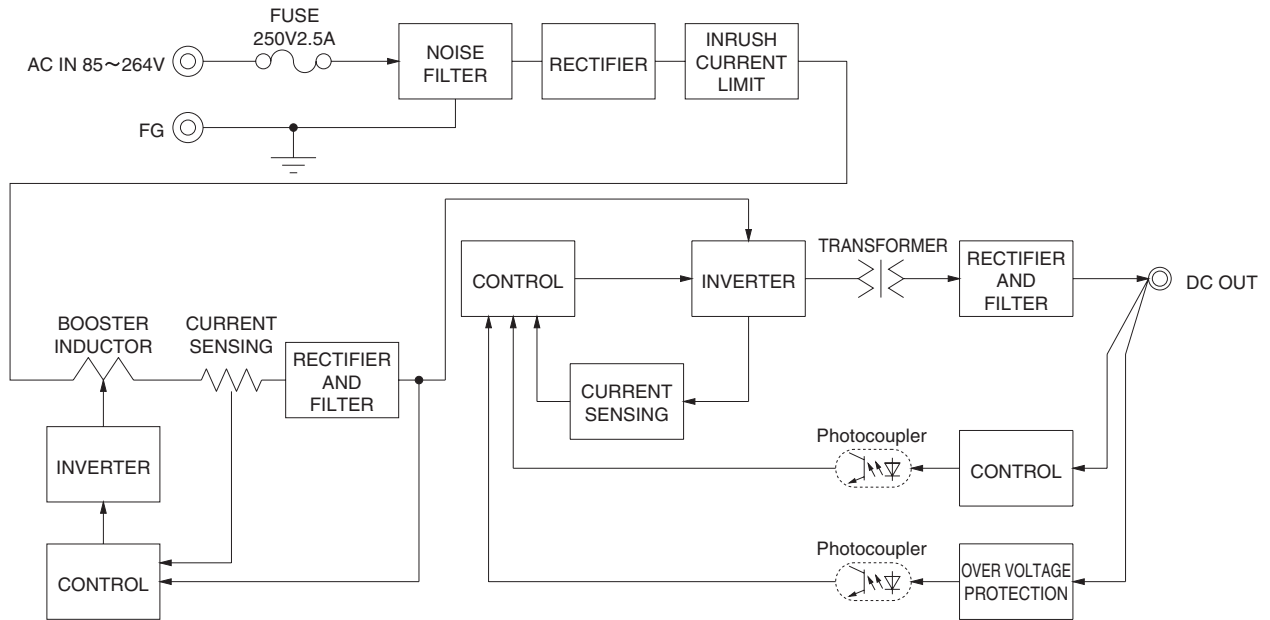 FUSE
250V2.5A
AC IN 85～264V
NOISE
FILTER
RECTIFIER
INRUSH
CURRENT
LIMIT
FG
CONTROL
INVERTER
TRANSFORMER
RECTIFIER
AND
FILTER
DC OUT
BOOSTER
INDUCTOR
CURRENT
SENSING
RECTIFIER
AND
FILTER
CURRENT
SENSING
INVERTER
Photocoupler
CONTROL
CONTROL
Photocoupler
OVER VOLTAGE
PROTECTION